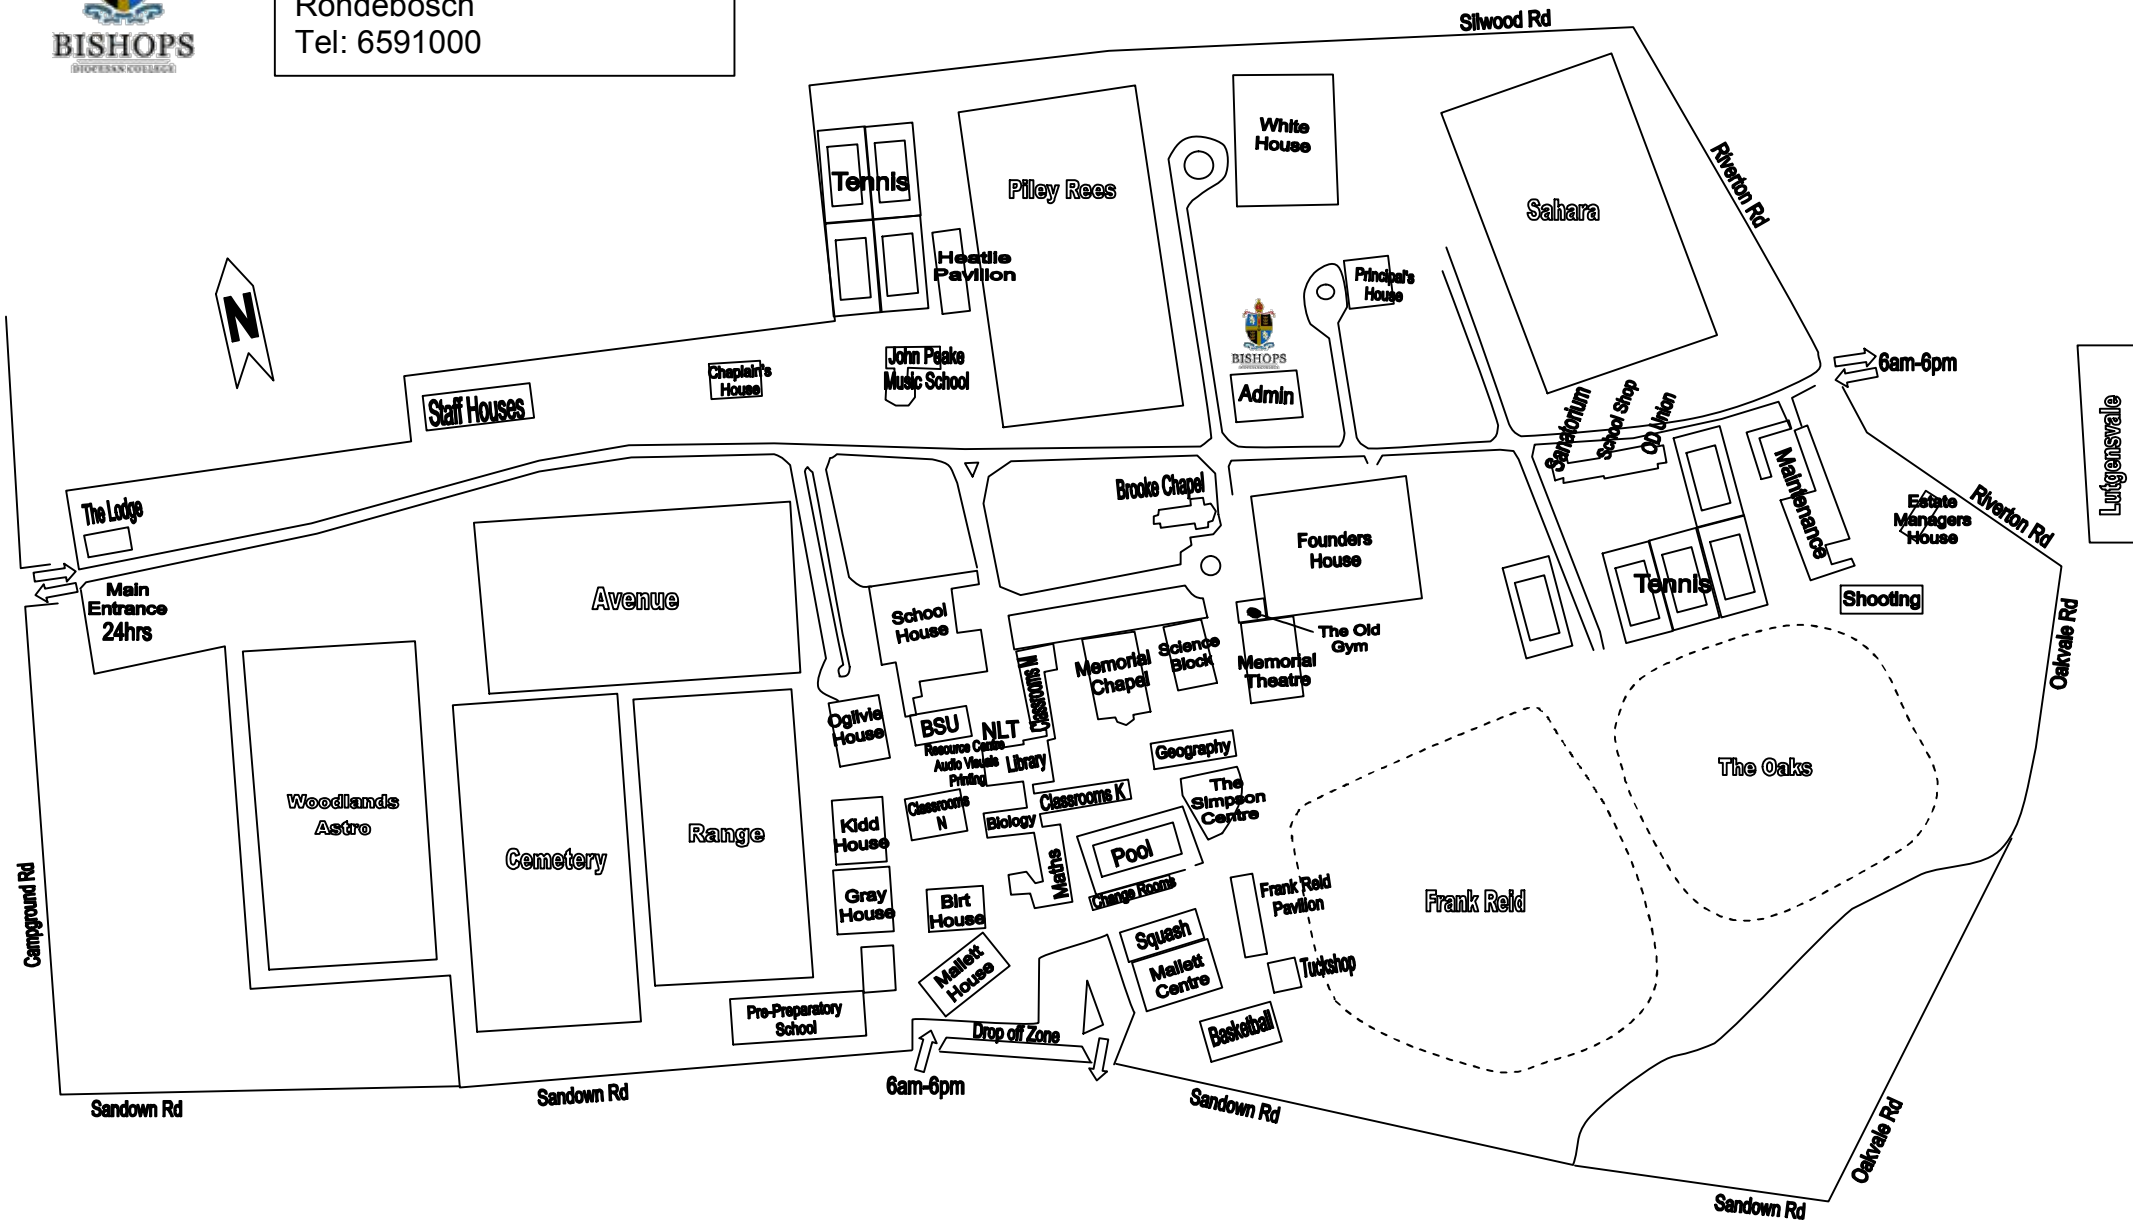 BISHOPS
DIOCESAN COLLEGE
Rondebosch
Tel: 6591000
Silwood Rd
White
House
Tennis
Piley Rees
Sahara
Riverton Rd
Heatlie
Pavilion
Principal's
House
N
BISHOPS
6am-6pm
John Peake
Music School
Chaplain's
House
Staff Houses
Admin
Sanatorium
School Shop
OD Union
Lutgensvale
Maintenance
Brooke Chapel
The Lodge
Estate
Managers
House
Riverton Rd
Founders
House
Main
Entrance
24hrs
Avenue
School
House
Tennis
Shooting
The Old
Gym
Science
Block
Memorial
Chapel
Memorial
Theatre
Classrooms N
Oakvale Rd
Ogilvie
House
BSU
NLT
Resource Centre
Audio Visuals
Printing
Library
Geography
The Oaks
Woodlands
Astro
Range
Cemetery
Kidd
House
Classrooms
N
Biology
Classrooms K
The
Simpson
Centre
Pool
Maths
Change Rooms
Gray
House
Birt
House
Frank Reid
Pavilion
Frank Reid
Campground Rd
Squash
Mallett
Centre
Mallett
House
Tuckshop
Pre-Preparatory
School
Drop off Zone
Basketball
6am-6pm
Sandown Rd
Sandown Rd
Sandown Rd
Oakvale Rd
Sandown Rd